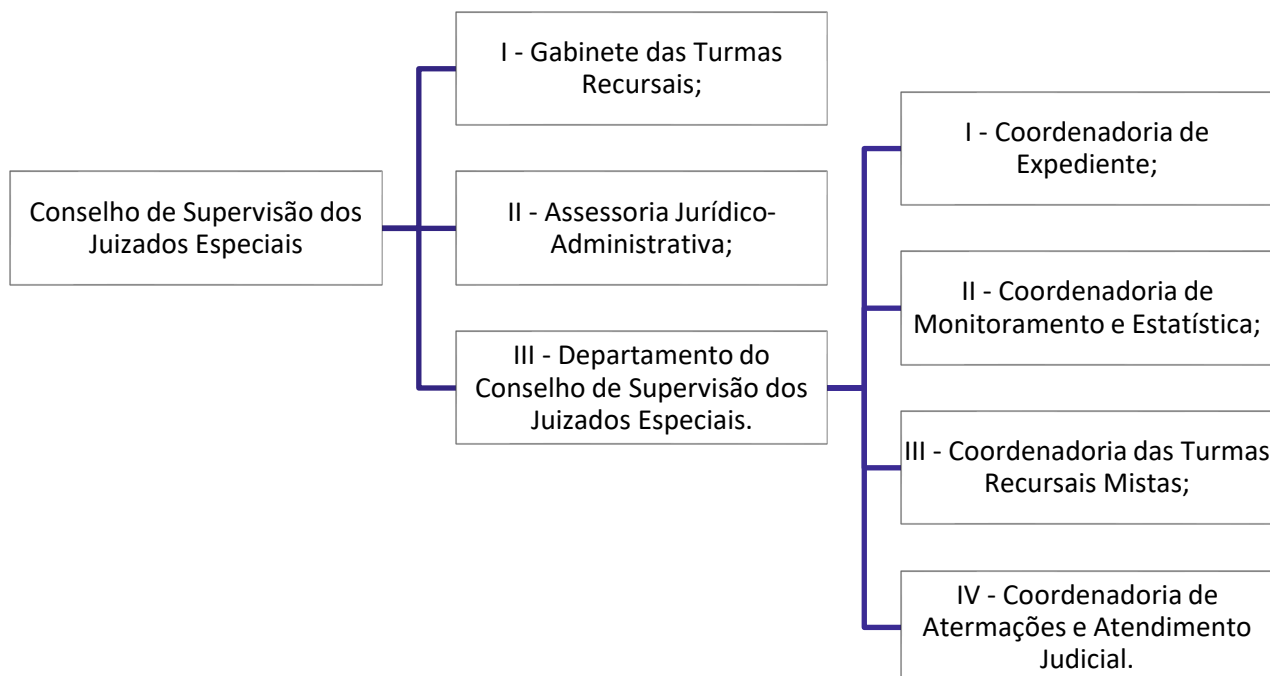 Conselho de Supervisão dos
Juizados Especiais
I - Gabinete das Turmas
Recursais;
II - Assessoria Jurídico-
Administrativa;
III - Departamento do
Conselho de Supervisão dos
Juizados Especiais.
I - Coordenadoria de
Expediente;
II - Coordenadoria de
Monitoramento e Estatística;
III - Coordenadoria das Turmas
Recursais Mistas;
IV - Coordenadoria de
Atermações e Atendimento
Judicial.